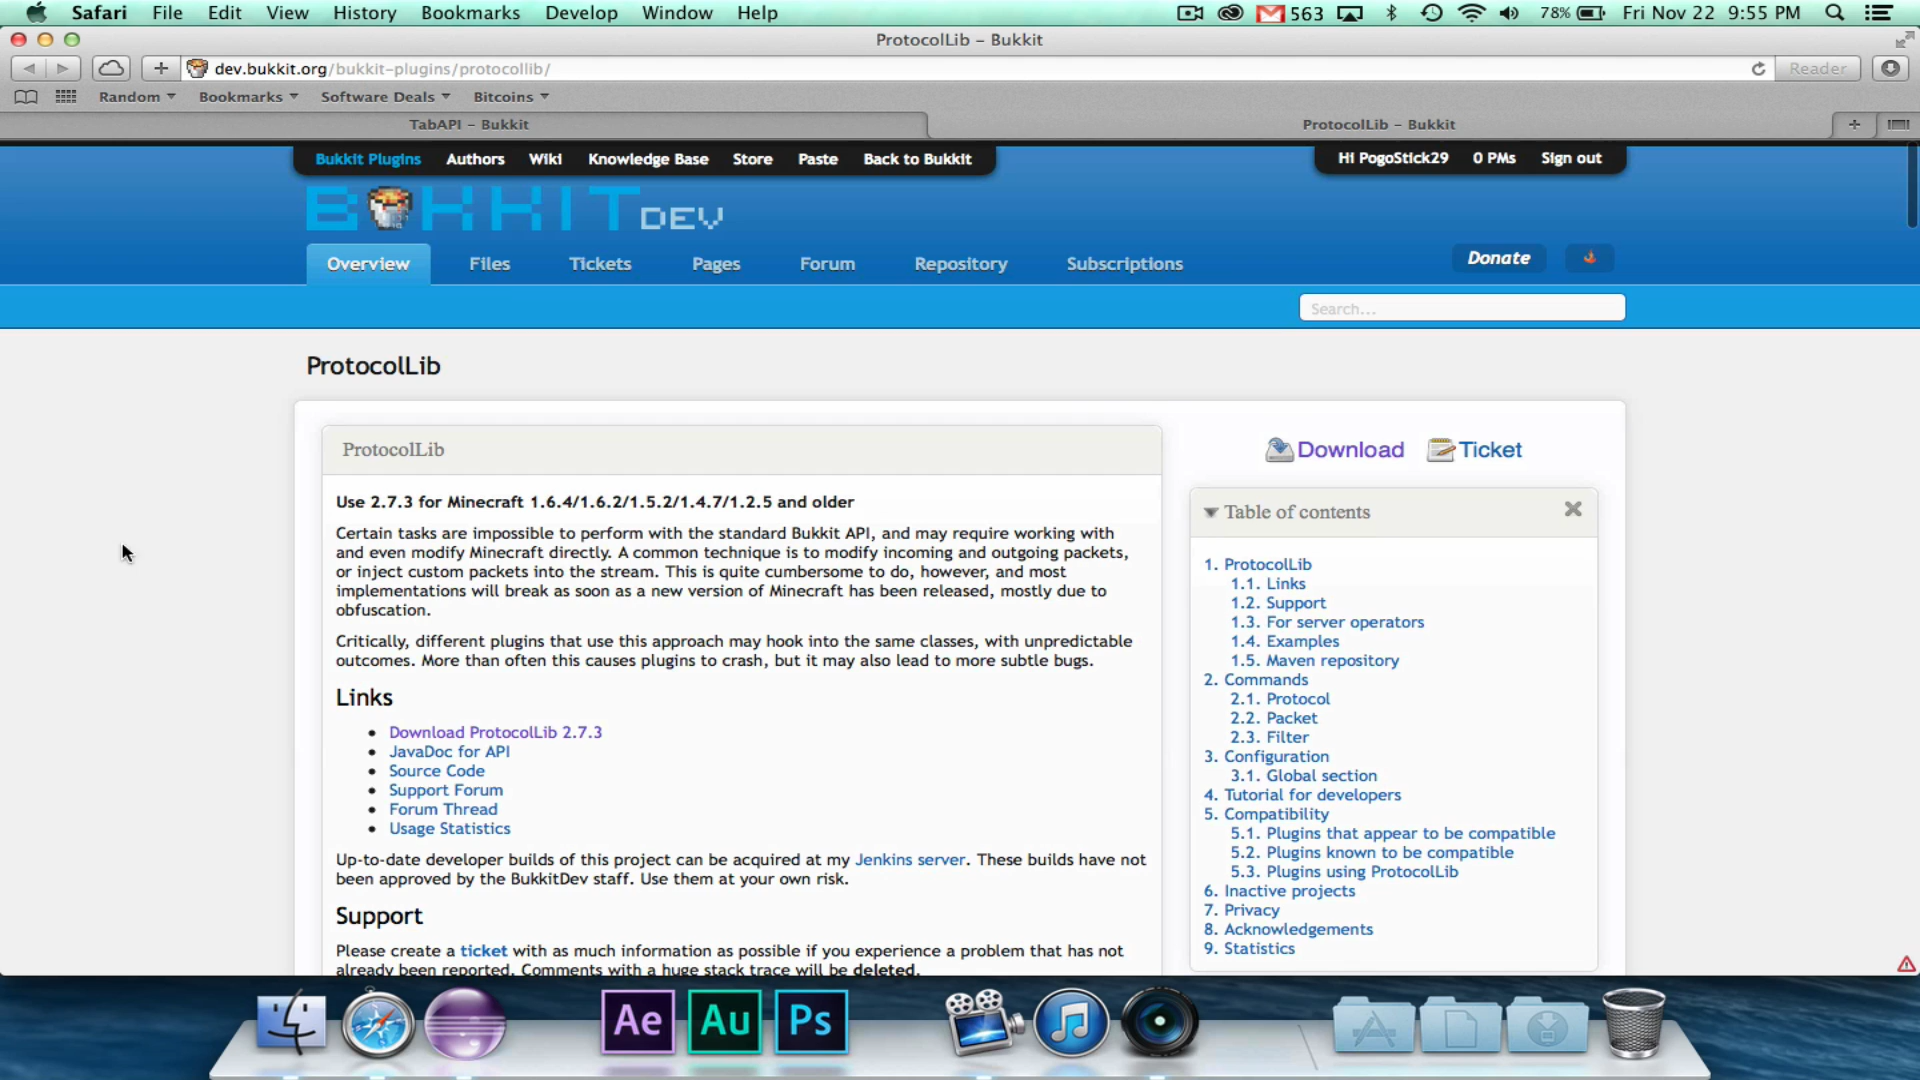 Safari File Edit View History Bookmarks Develop Window Help 563 78% Fri Nov 22 9:55 PM
ProtocolLib – Bukkit
dev.bukkit.org/bukkit-plugins/protocollib/ Reader
Random Bookmarks Software Deals Bitcoins
TabAPI – Bukkit ProtocolLib – Bukkit
Bukkit Plugins Authors Wiki Knowledge Base Store Paste Back to Bukkit Hi PogoStick29 0 PMs Sign out
BUKKIT DEV
Overview Files Tickets Pages Forum Repository Subscriptions Donate
Search...
ProtocolLib
ProtocolLib
Use 2.7.3 for Minecraft 1.6.4/1.6.2/1.5.2/1.4.7/1.2.5 and older
Certain tasks are impossible to perform with the standard Bukkit API, and may require working with
and even modify Minecraft directly. A common technique is to modify incoming and outgoing packets,
or inject custom packets into the stream. This is quite cumbersome to do, however, and most
implementations will break as soon as a new version of Minecraft has been released, mostly due to
obfuscation.
Critically, different plugins that use this approach may hook into the same classes, with unpredictable
outcomes. More than often this causes plugins to crash, but it may also lead to more subtle bugs.
Links
Download ProtocolLib 2.7.3
JavaDoc for API
Source Code
Support Forum
Forum Thread
Usage Statistics
Up-to-date developer builds of this project can be acquired at my Jenkins server. These builds have not
been approved by the BukkitDev staff. Use them at your own risk.
Support
Please create a ticket with as much information as possible if you experience a problem that has not
already been reported. Comments with a huge stack trace will be deleted.
Download Ticket
Table of contents
1. ProtocolLib
1.1. Links
1.2. Support
1.3. For server operators
1.4. Examples
1.5. Maven repository
2. Commands
2.1. Protocol
2.2. Packet
2.3. Filter
3. Configuration
3.1. Global section
4. Tutorial for developers
5. Compatibility
5.1. Plugins that appear to be compatible
5.2. Plugins known to be compatible
5.3. Plugins using ProtocolLib
6. Inactive projects
7. Privacy
8. Acknowledgements
9. Statistics
Ae Au Ps